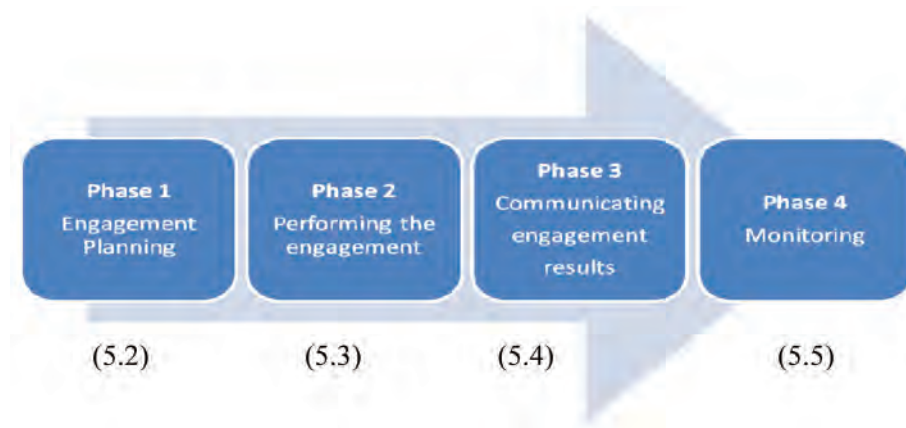 Phase 1
Engagement
Planning
Phase 2
Performing the
engagement
Phase 3
Communicating
engagement
results
Phase 4
Monitoring
(5.2)
(5.3)
(5.4)
(5.5)